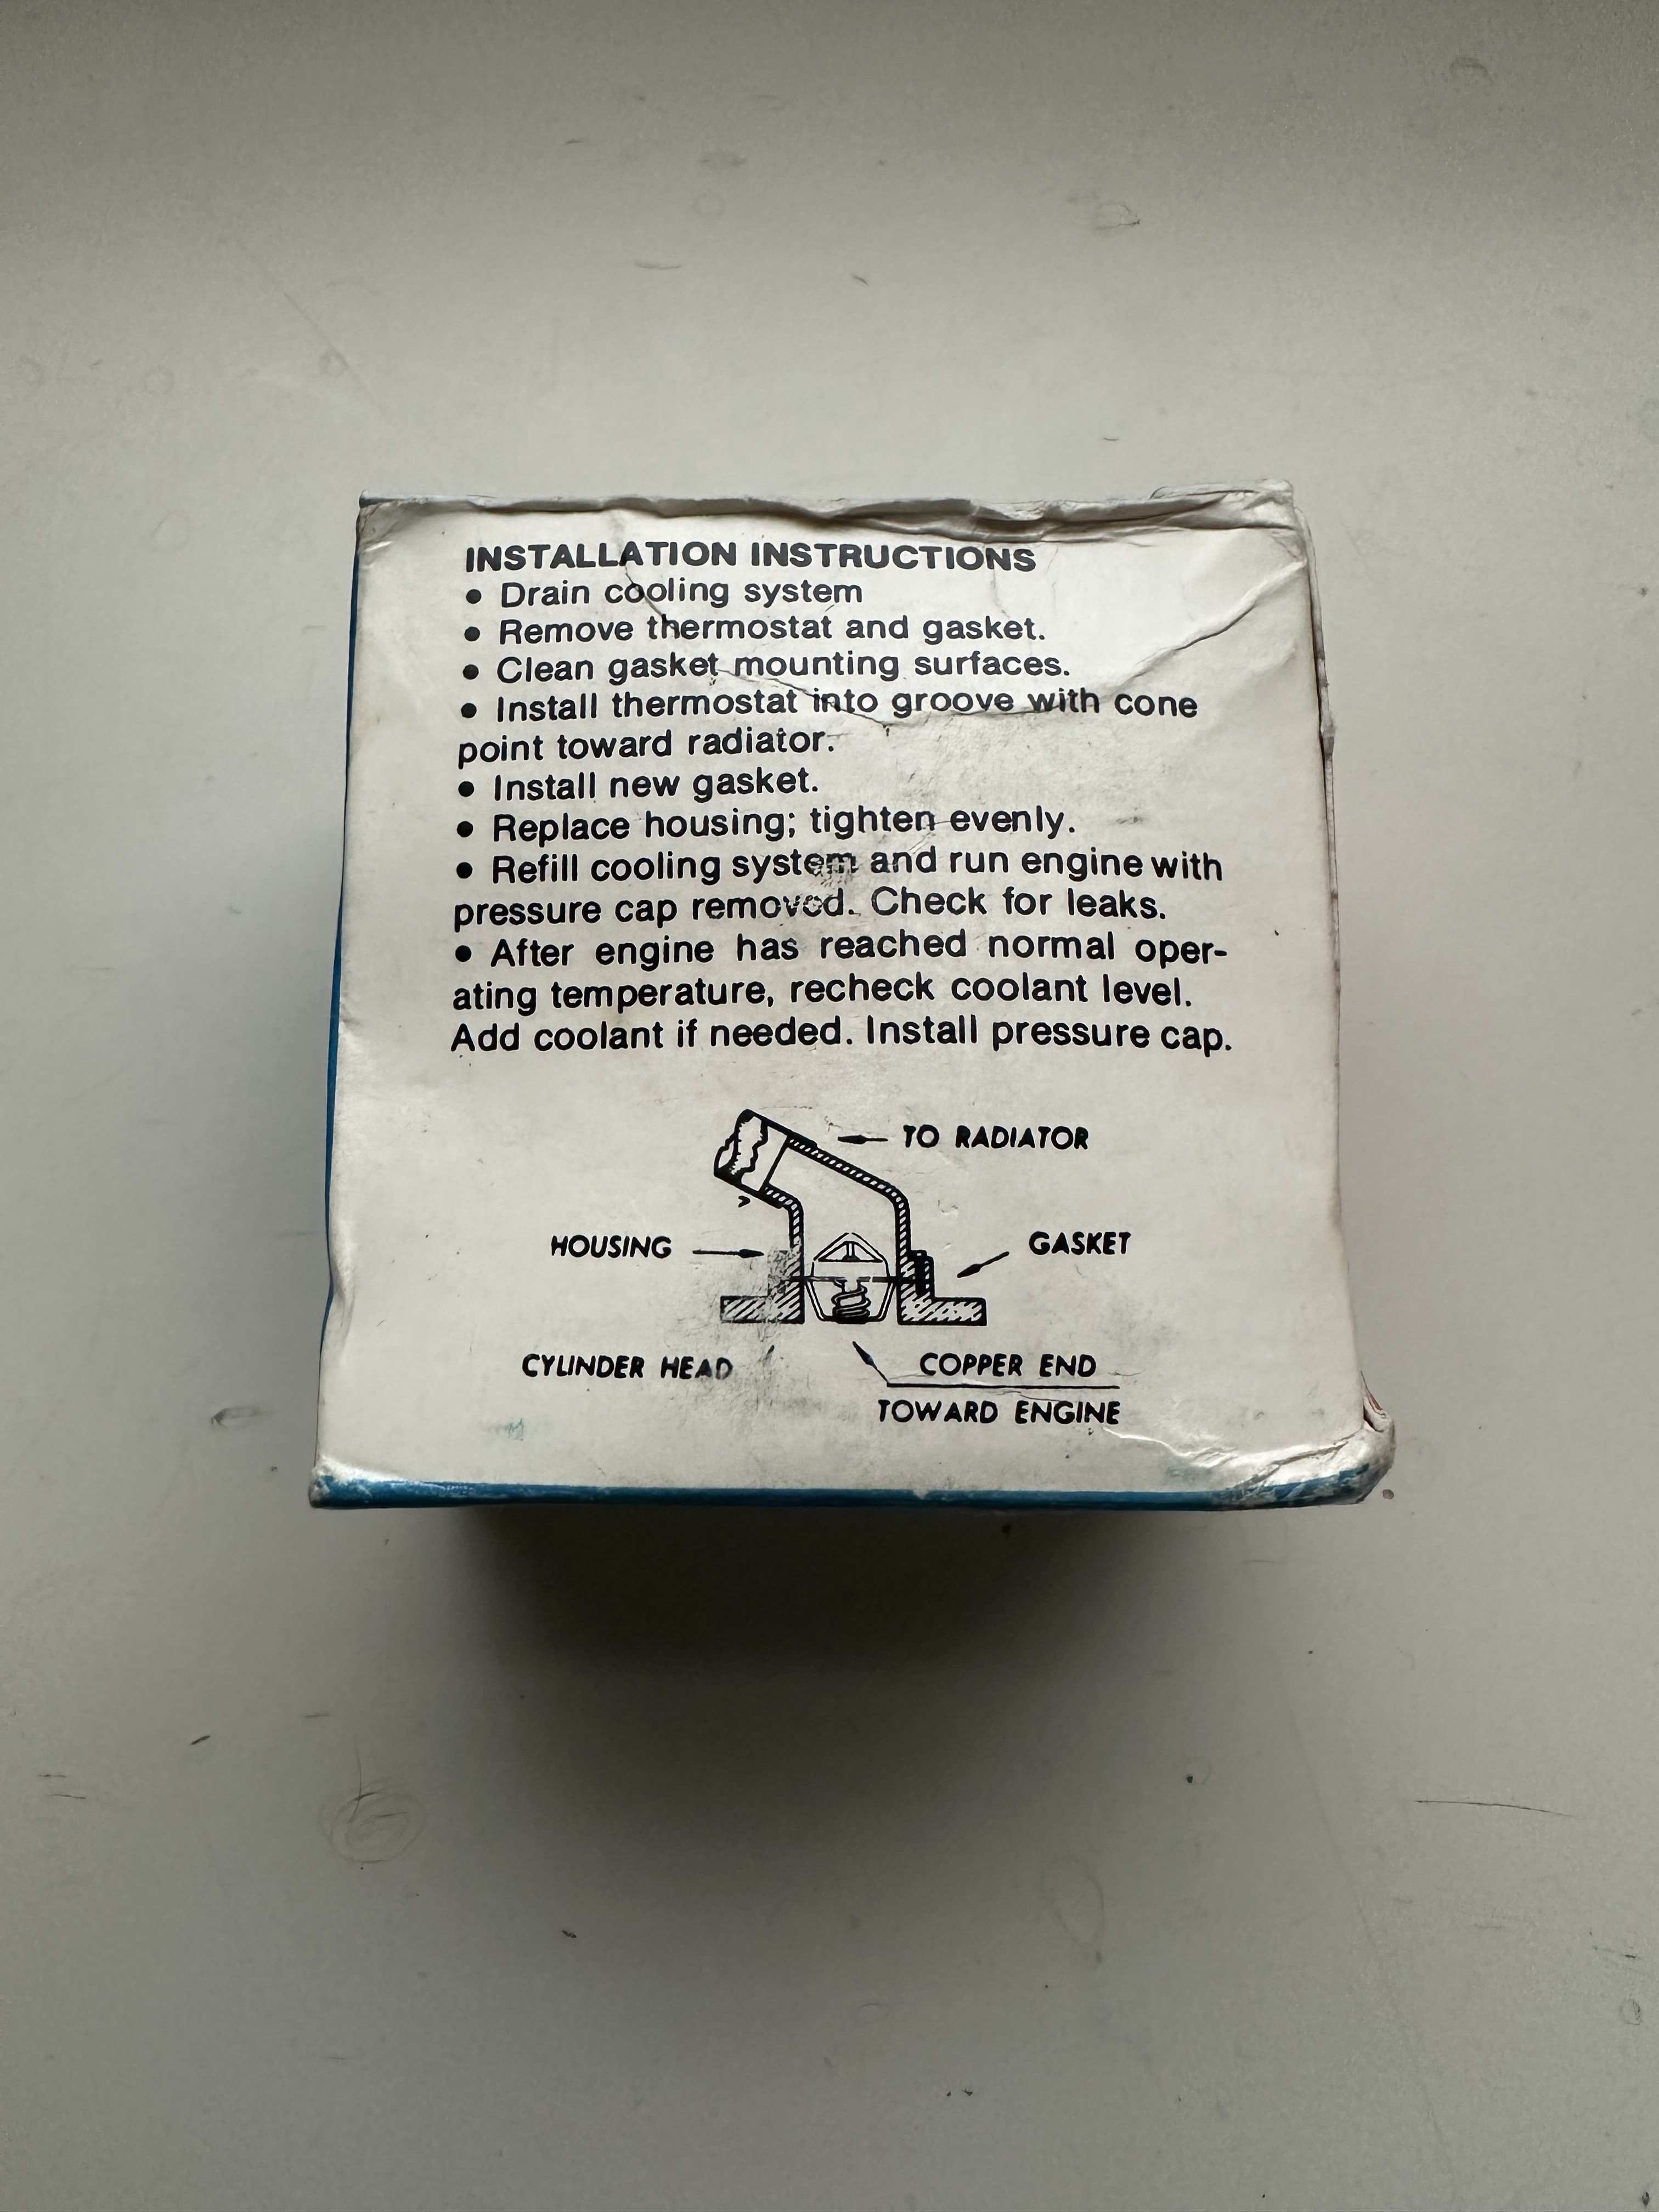 INSTALLATION INSTRUCTIONS
• Drain cooling system
• Remove thermostat and gasket.
• Clean gasket mounting surfaces.
• Install thermostat into groove with cone
point toward radiator.
• Install new gasket.
• Replace housing; tighten evenly.
• Refill cooling system and run engine with
pressure cap removed. Check for leaks.
• After engine has reached normal oper-
ating temperature, recheck coolant level.
Add coolant if needed. Install pressure cap.
TO RADIATOR
HOUSING
GASKET
CYLINDER HEAD
COPPER END
TOWARD ENGINE